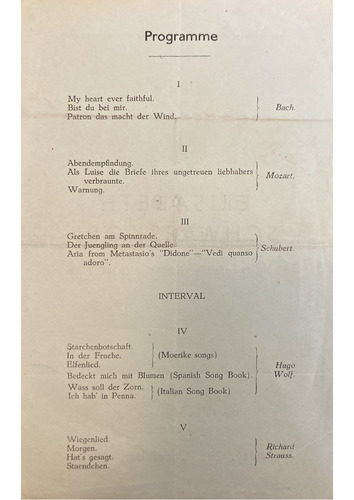 Programme
I
My heart ever faithful.
Bist du bei mir.
Patron das macht der Wind.
Bach.
II
Abendempfindung.
Als Luise die Briefe ihres ungetreuen liebhabers
verbraunte.
Warnung.
Mozart.
III
Gretchen am Spinnrade.
Der Juengling an der Quelle.
Aria from Metastasio's "Didone"—"Vedi quanso
adoro".
Schubert.
INTERVAL
IV
Starchenbotschaft.
In der Fruche.
Elfenlied.
(Moerike songs)
Bedeckt mich mit Blumen (Spanish Song Book).
Wass soll der Zorn.
Ich hab' in Penna.
(Italian Song Book)
Hugo
Wolf.
V
Wiegenlied.
Morgen.
Hat's gesagt.
Staendchen.
Richard
Strauss.